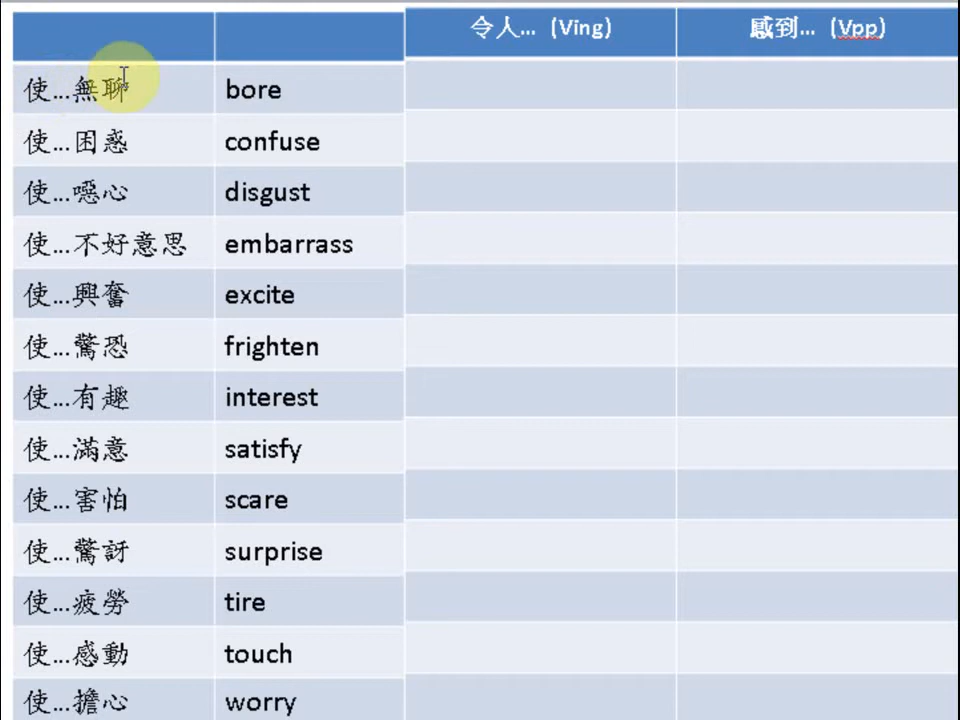 令人... (Ving) 感到... (Vpp)
使...無聊 bore
使...困惑 confuse
使...噁心 disgust
使...不好意思 embarrass
使...興奮 excite
使...驚恐 frighten
使...有趣 interest
使...滿意 satisfy
使...害怕 scare
使...驚訝 surprise
使...疲勞 tire
使...感動 touch
使...擔心 worry